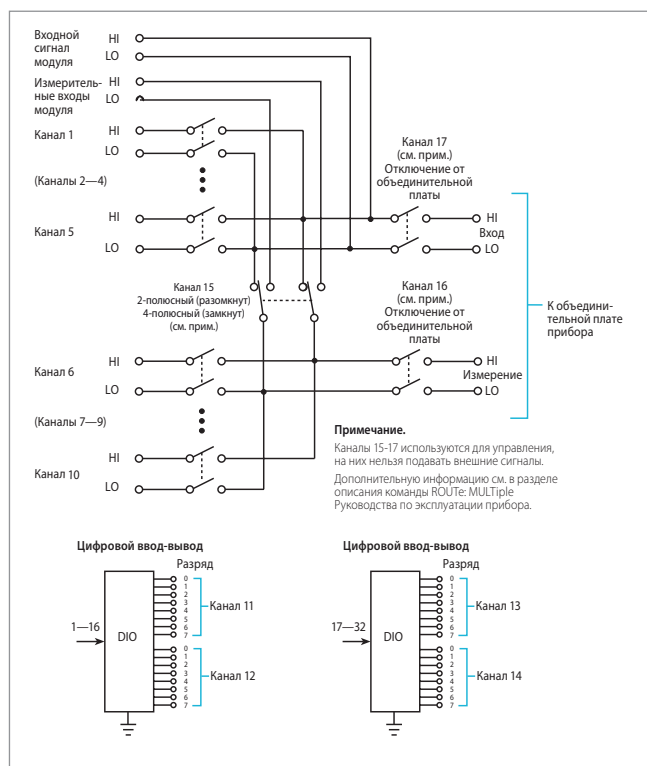 Входной
сигнал
модуля
HI
LO
Измеритель-
ные входы
модуля
HI
LO
Канал 1
HI
LO
(Каналы 2—4)
Канал 5
HI
LO
Канал 17
(см. прим.)
Отключение от
объединительной
платы
HI
Вход
LO
Канал 15
2-полюсный (разомкнут)
4-полюсный (замкнут)
(см. прим.)
Канал 16
(см. прим.)
Отключение от
объединительной
платы
К объедини-
тельной плате
прибора
Канал 6
HI
LO
HI
Измерение
LO
(Каналы 7—9)
Канал 10
HI
LO
Примечание.
Каналы 15-17 используются для управления,
на них нельзя подавать внешние сигналы.
Дополнительную информацию см. в разделе
описания команды ROUTe: MULTiple
Руководства по эксплуатации прибора.
Цифровой ввод-вывод
Разряд
1—16
DIO
0
1
2
3
4
5
6
7
Канал 11
0
1
2
3
4
5
6
7
Канал 12
Цифровой ввод-вывод
Разряд
17—32
DIO
0
1
2
3
4
5
6
7
Канал 13
0
1
2
3
4
5
6
7
Канал 14